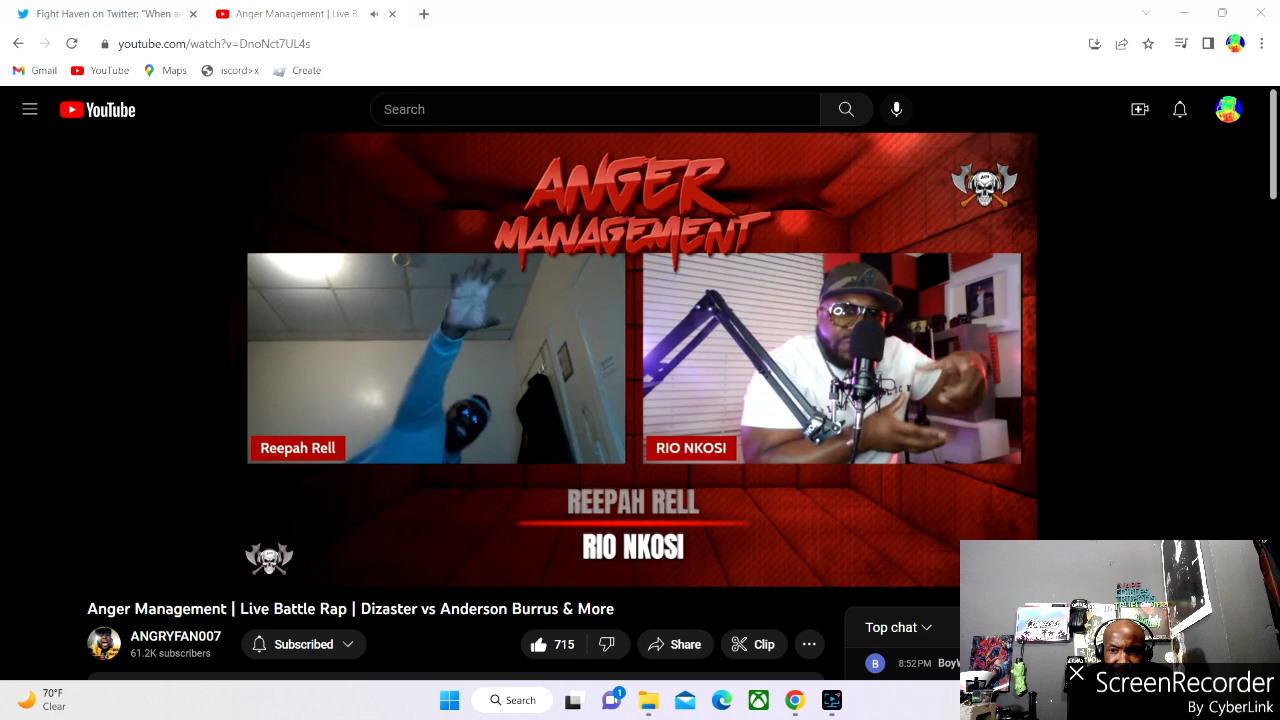 Fight Haven on Twitter: "When a
Anger Management | Live B
youtube.com/watch?v=DnoNct7UL4s
Gmail
YouTube
Maps
iscord>x
Create
YouTube
Search
ANGER
MANAGEMENT
Reepah Rell
RIO NKOSI
REEPAH RELL
RIO NKOSI
Anger Management | Live Battle Rap | Dizaster vs Anderson Burrus & More
ANGRYFAN007
61.2K subscribers
Subscribed
715
Share
Clip
Top chat
B
8:52 PM
70°F
Clear
Search
1
ScreenRecorder
By CyberLink